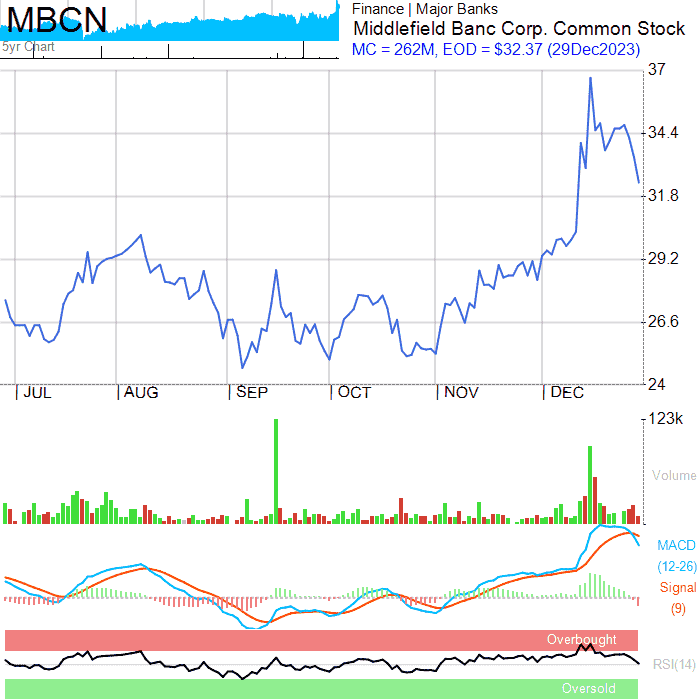 MBCN
5yr Chart
Finance | Major Banks
Middlefield Banc Corp. Common Stock
MC = 262M, EOD = $32.37 (29Dec2023)
37
34.4
31.8
29.2
26.6
24
JUL AUG SEP OCT NOV DEC
123k
Volume
MACD
(12-26)
Signal
(9)
Overbought
RSI(14)
Oversold